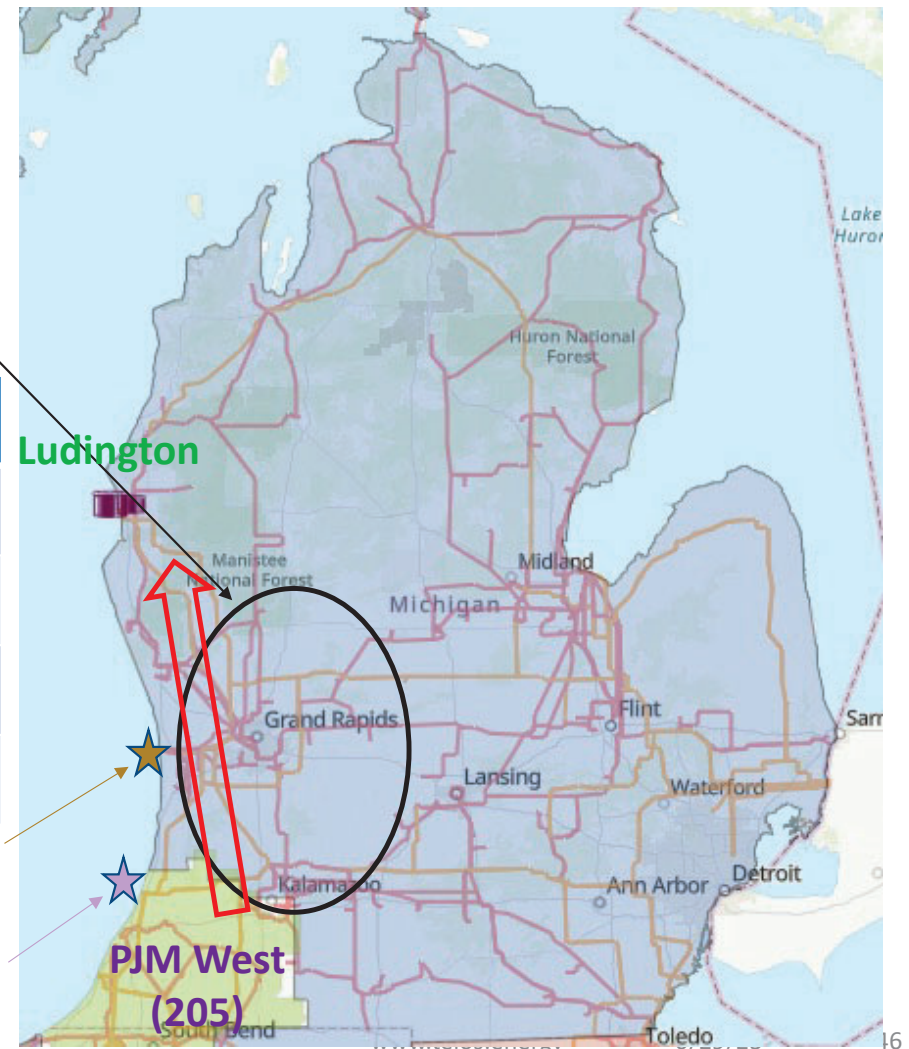 Lake
Huron
Huron National
Forest
Ludington
Manistee
National Forest
Midland
Michigan
Grand Rapids
Flint
Lansing
Waterford
Kalamazoo
Ann Arbor
Detroit
PJM West
(205)
South Bend
Toledo
46